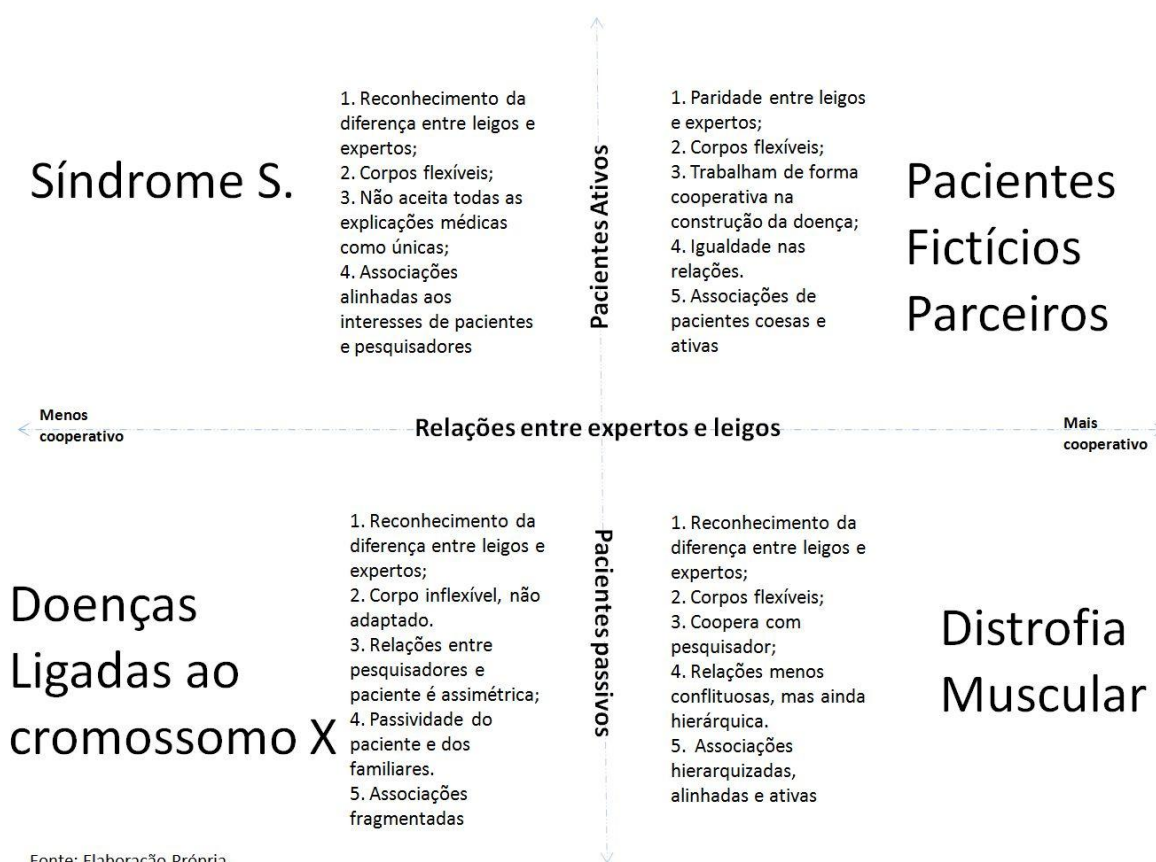 Síndrome S.
1. Reconhecimento da
diferença entre leigos e
expertos;
2. Corpos flexíveis;
3. Não aceita todas as
explicações médicas
como únicas;
4. Associações
alinhadas aos
interesses de pacientes
e pesquisadores
Pacientes Ativos
1. Paridade entre leigos
e expertos;
2. Corpos flexíveis;
3. Trabalham de forma
cooperativa na
construção da doença;
4. Igualdade nas
relações.
5. Associações de
pacientes coesas e
ativas
Pacientes
Fictícios
Parceiros
Menos
cooperativo
Relações entre expertos e leigos
Mais
cooperativo
Doenças
Ligadas ao
cromossomo X
1. Reconhecimento da
diferença entre leigos e
expertos;
2. Corpo inflexível, não
adaptado.
3. Relações entre
pesquisadores e
paciente é assimétrica;
4. Passividade do
paciente e dos
familiares.
5. Associações
fragmentadas
Pacientes passivos
1. Reconhecimento da
diferença entre leigos e
expertos;
2. Corpos flexíveis;
3. Coopera com
pesquisador;
4. Relações menos
conflituosas, mas ainda
hierárquica.
5. Associações
hierarquizadas,
alinhadas e ativas
Distrofia
Muscular
Fonte: Elaboração Própria